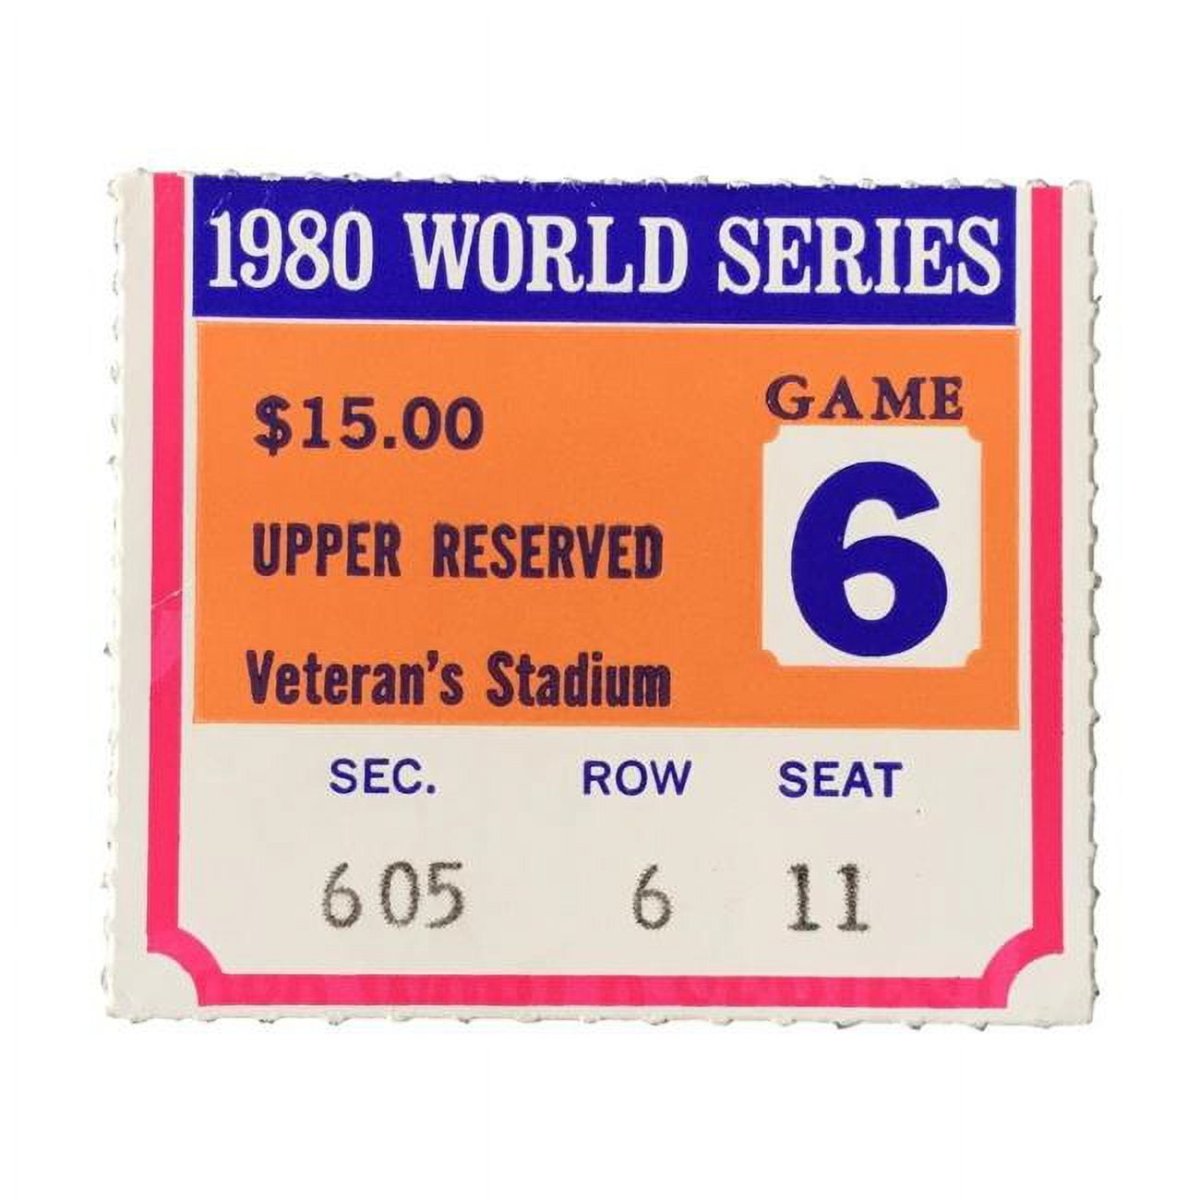 1980 WORLD SERIES
$15.00
GAME
6
UPPER RESERVED
Veteran's Stadium
SEC. ROW SEAT
605 6 11